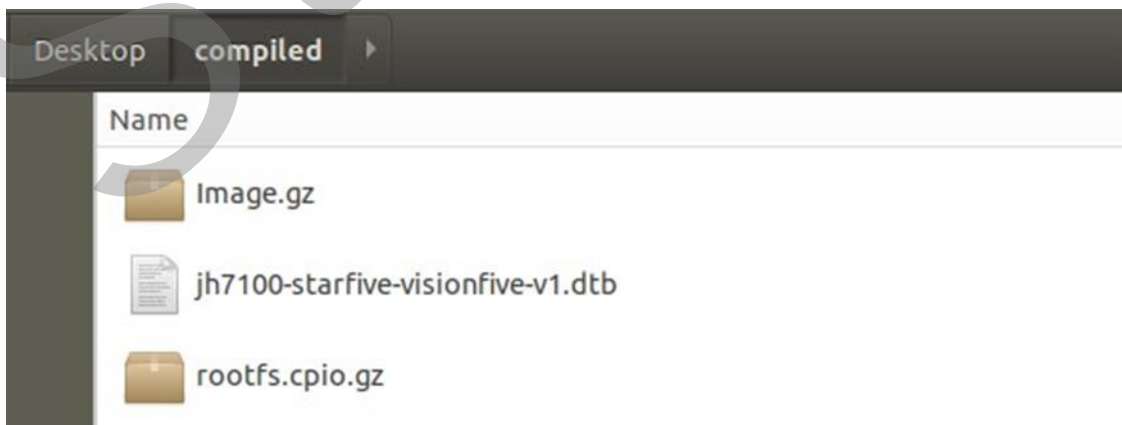 Desktop compiled
Name
Image.gz
jh7100-starfive-visionfive-v1.dtb
rootfs.cpio.gz